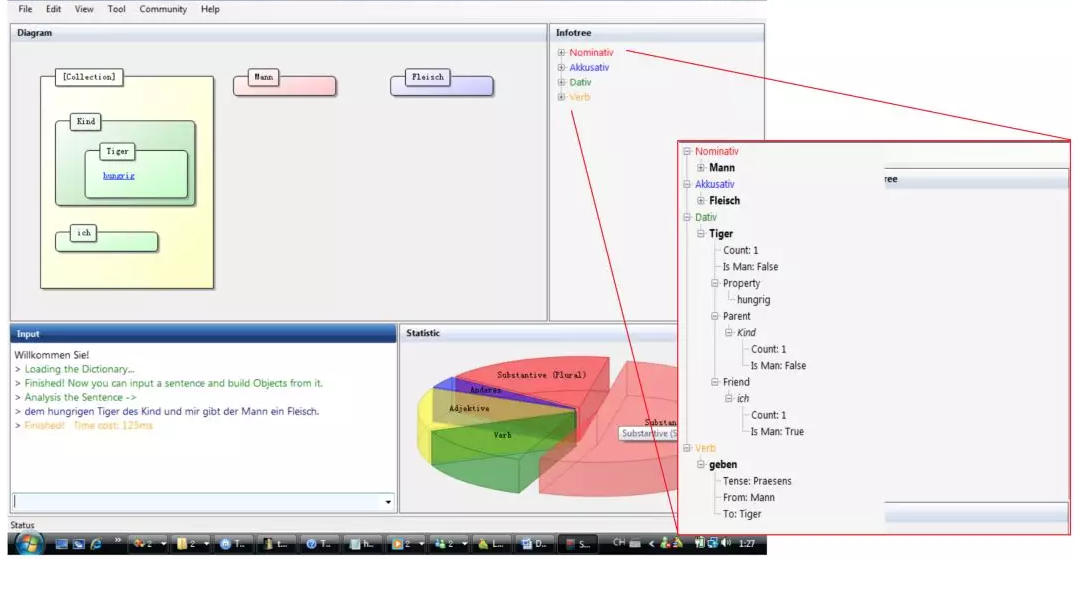 File Edit View Tool Community Help
Diagram
[Collection]
Kind
Tiger
hungrig
ich
Mann
Fleisch
Infotree
Nominativ
Akkusativ
Dativ
Verb
Input
Willkommen Sie!
> Loading the Dictionary...
> Finished! Now you can input a sentence and build Objects from it.
> Analysis the Sentence ->
> dem hungrigen Tiger des Kind und mir gibt der Mann ein Fleisch.
> Finished! Time cost: 125ms
Statistic
Substantive (Plural)
Anderes
Adjektive
Verb
Substan
Substantive (S
Status
2 2 T... t... T... h... 2 2 L... D... S... CH 1:27
ree
Nominativ
Mann
Akkusativ
Fleisch
Dativ
Tiger
Count: 1
Is Man: False
Property
hungrig
Parent
Kind
Count: 1
Is Man: False
Friend
ich
Count: 1
Is Man: True
Verb
geben
Tense: Praesens
From: Mann
To: Tiger